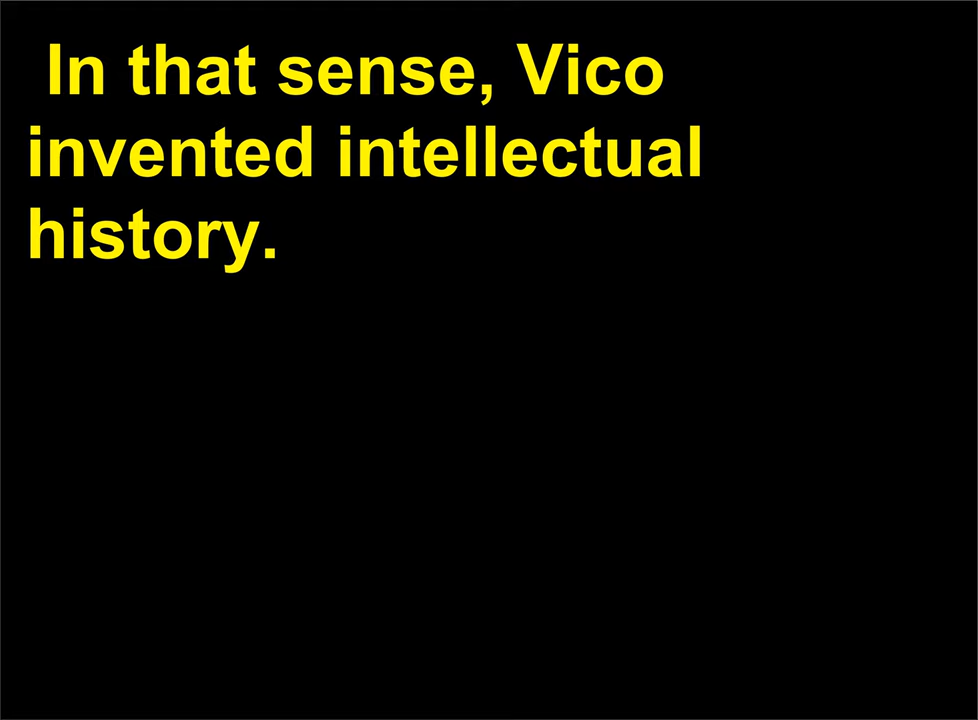 In that sense, Vico
invented intellectual
history.